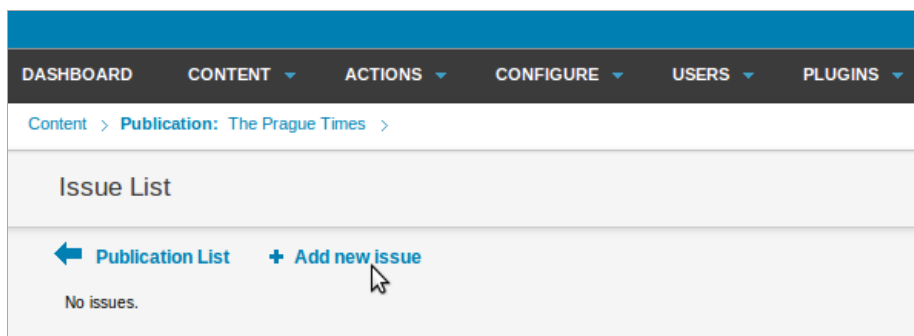 DASHBOARD CONTENT ACTIONS CONFIGURE USERS PLUGINS
Content > Publication: The Prague Times >
Issue List
Publication List + Add new issue
No issues.